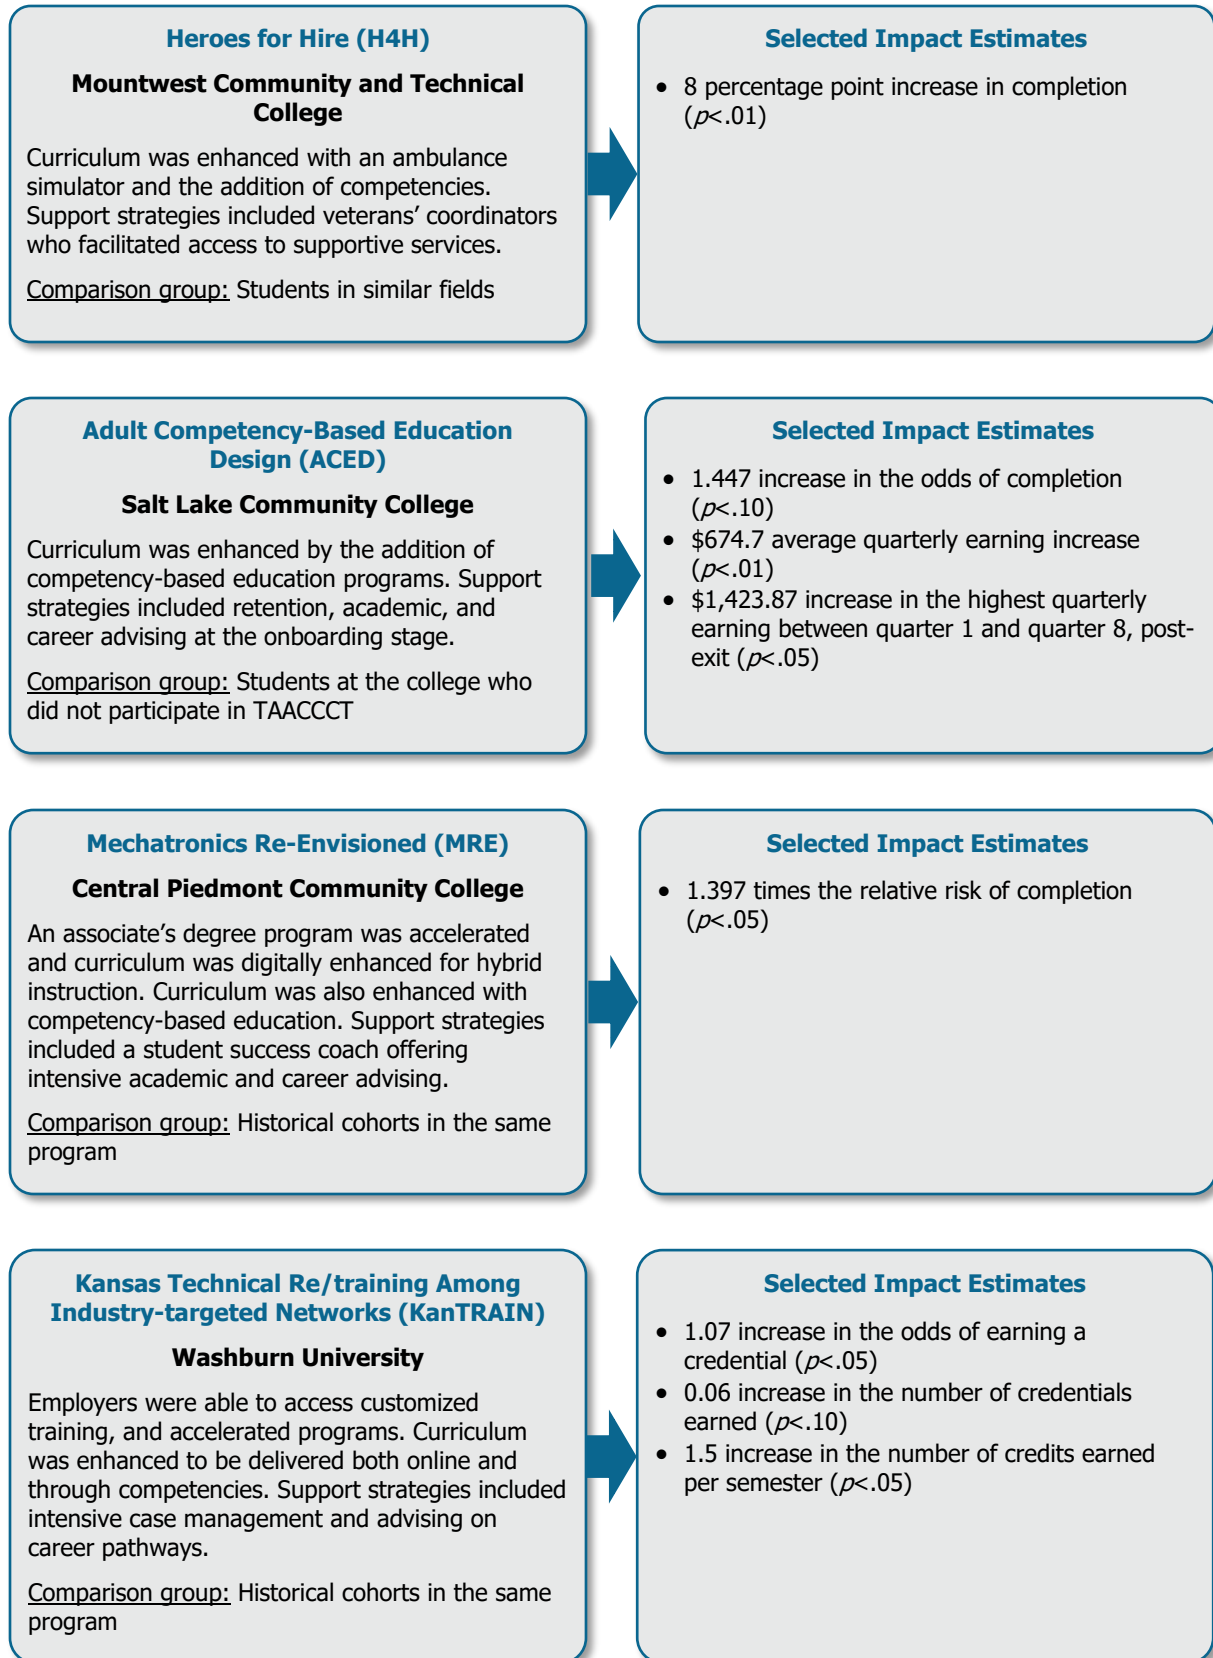 Heroes for Hire (H4H)
Mountwest Community and Technical
College
Curriculum was enhanced with an ambulance
simulator and the addition of competencies.
Support strategies included veterans’ coordinators
who facilitated access to supportive services.
Comparison group: Students in similar fields
Selected Impact Estimates
• 8 percentage point increase in completion
(p<.01)
Adult Competency-Based Education
Design (ACED)
Salt Lake Community College
Curriculum was enhanced by the addition of
competency-based education programs. Support
strategies included retention, academic, and
career advising at the onboarding stage.
Comparison group: Students at the college who
did not participate in TAACCCT
Selected Impact Estimates
• 1.447 increase in the odds of completion
(p<.10)
• $674.7 average quarterly earning increase
(p<.01)
• $1,423.87 increase in the highest quarterly
earning between quarter 1 and quarter 8, post-
exit (p<.05)
Mechatronics Re-Envisioned (MRE)
Central Piedmont Community College
An associate’s degree program was accelerated
and curriculum was digitally enhanced for hybrid
instruction. Curriculum was also enhanced with
competency-based education. Support strategies
included a student success coach offering
intensive academic and career advising.
Comparison group: Historical cohorts in the same
program
Selected Impact Estimates
• 1.397 times the relative risk of completion
(p<.05)
Kansas Technical Re/training Among
Industry-targeted Networks (KanTRAIN)
Washburn University
Employers were able to access customized
training, and accelerated programs. Curriculum
was enhanced to be delivered both online and
through competencies. Support strategies included
intensive case management and advising on
career pathways.
Comparison group: Historical cohorts in the same
program
Selected Impact Estimates
• 1.07 increase in the odds of earning a
credential (p<.05)
• 0.06 increase in the number of credentials
earned (p<.10)
• 1.5 increase in the number of credits earned
per semester (p<.05)